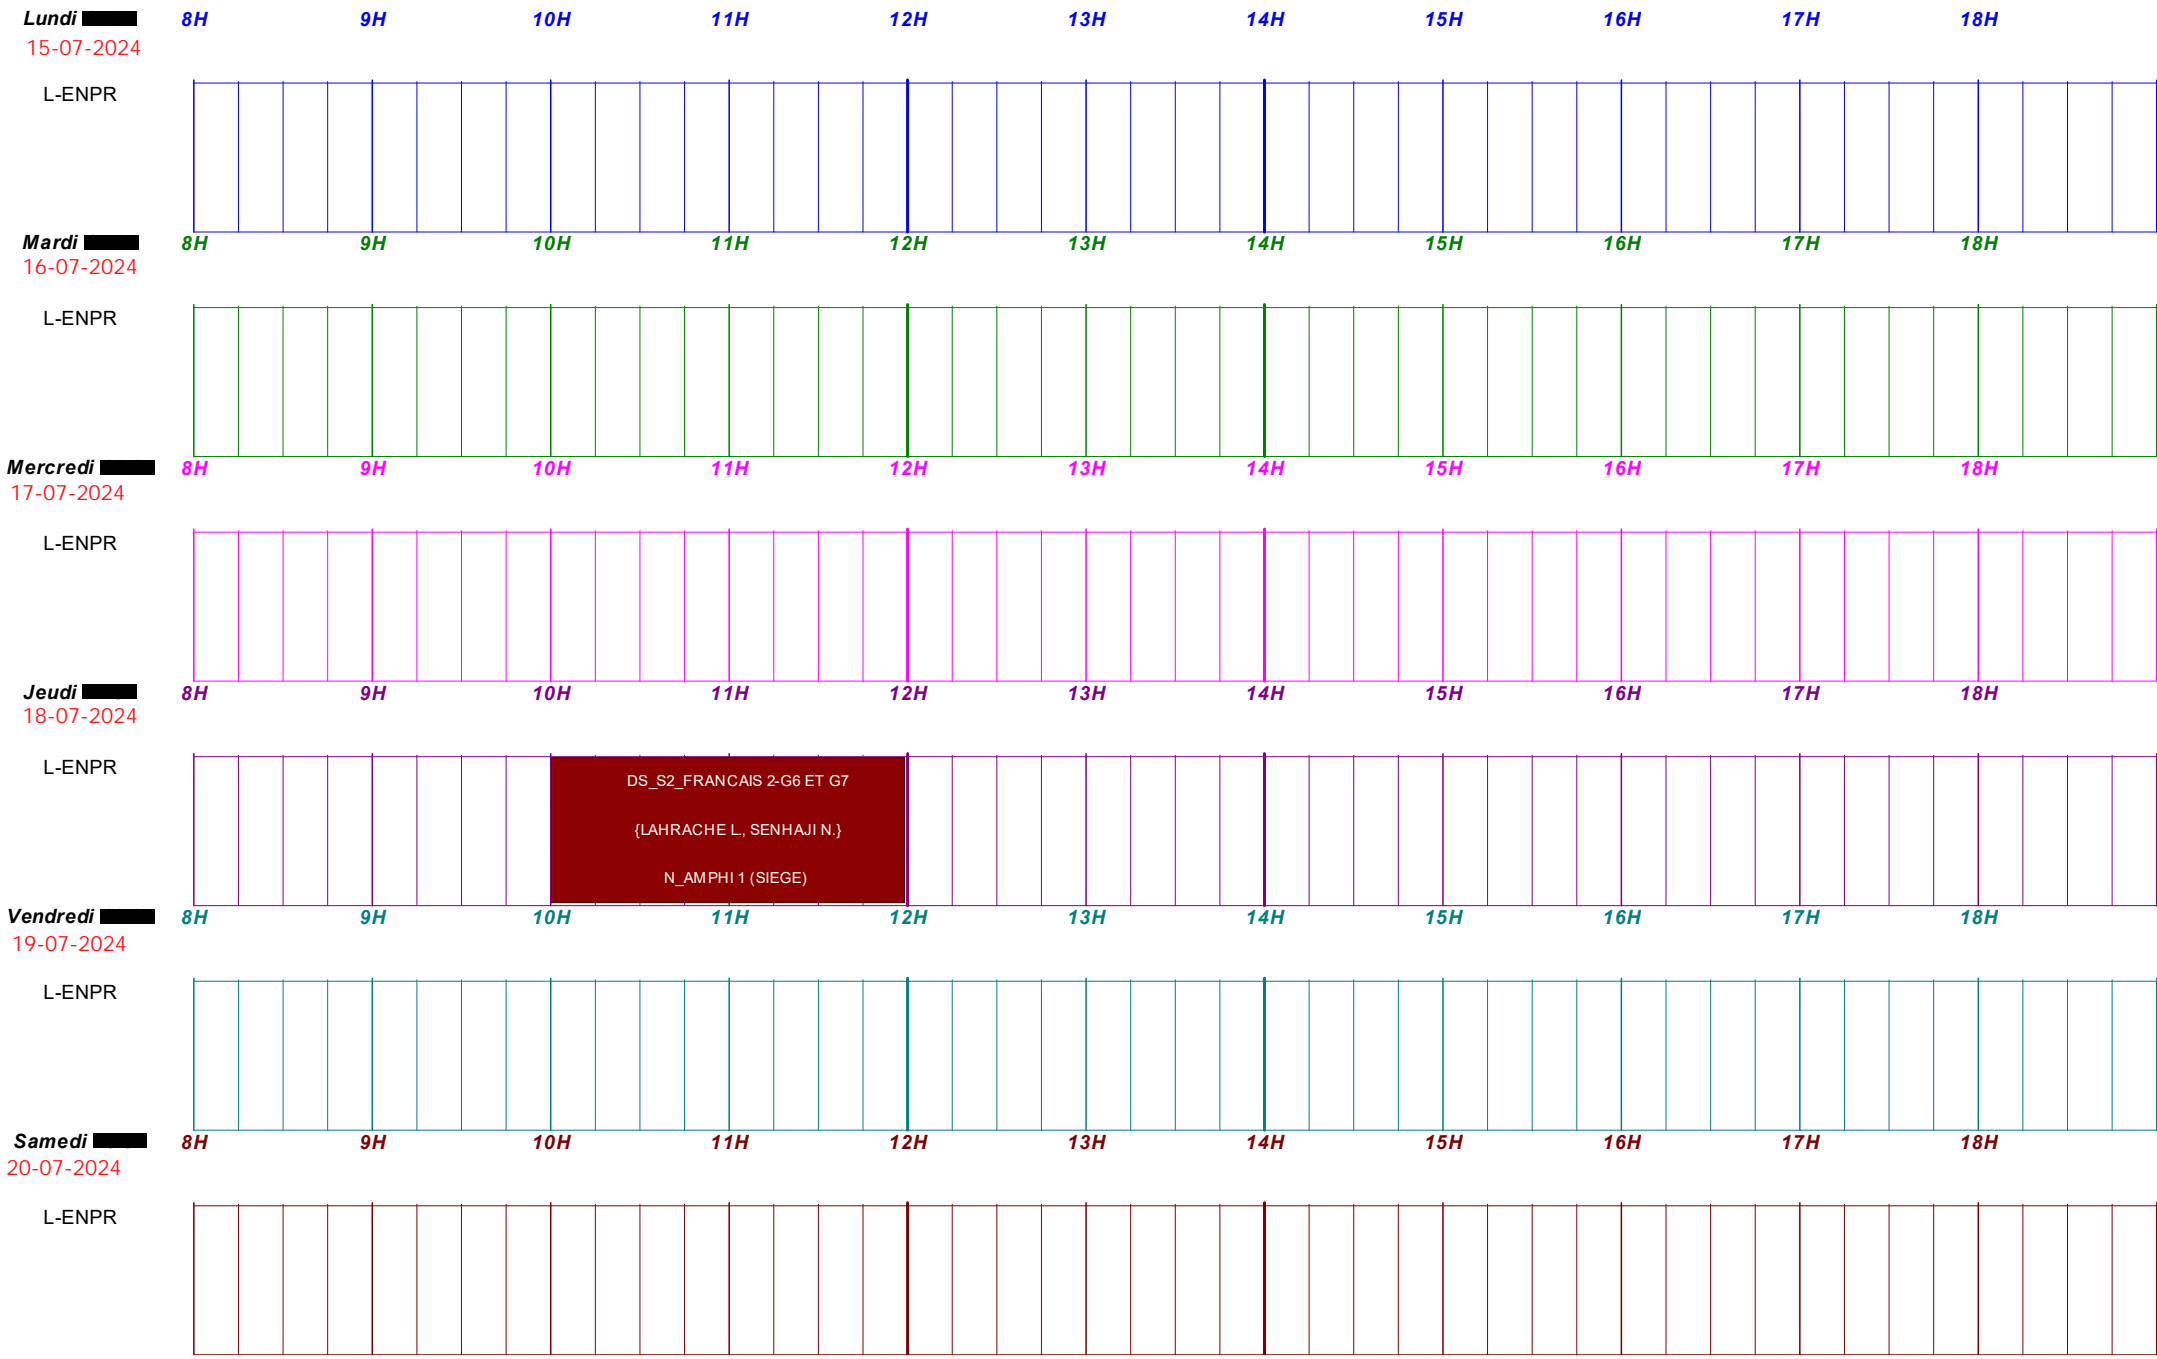 Lundi 8H 9H 10H 11H 12H 13H 14H 15H 16H 17H 18H
15-07-2024
L-ENPR
Mardi 8H 9H 10H 11H 12H 13H 14H 15H 16H 17H 18H
16-07-2024
L-ENPR
Mercredi 8H 9H 10H 11H 12H 13H 14H 15H 16H 17H 18H
17-07-2024
L-ENPR
Jeudi 8H 9H 10H 11H 12H 13H 14H 15H 16H 17H 18H
18-07-2024
L-ENPR
DS_S2_FRANCAIS 2-G6 ET G7
{LAHRACHE L., SENHAJI N.}
N_AMPHI 1 (SIEGE)
Vendredi 8H 9H 10H 11H 12H 13H 14H 15H 16H 17H 18H
19-07-2024
L-ENPR
Samedi 8H 9H 10H 11H 12H 13H 14H 15H 16H 17H 18H
20-07-2024
L-ENPR